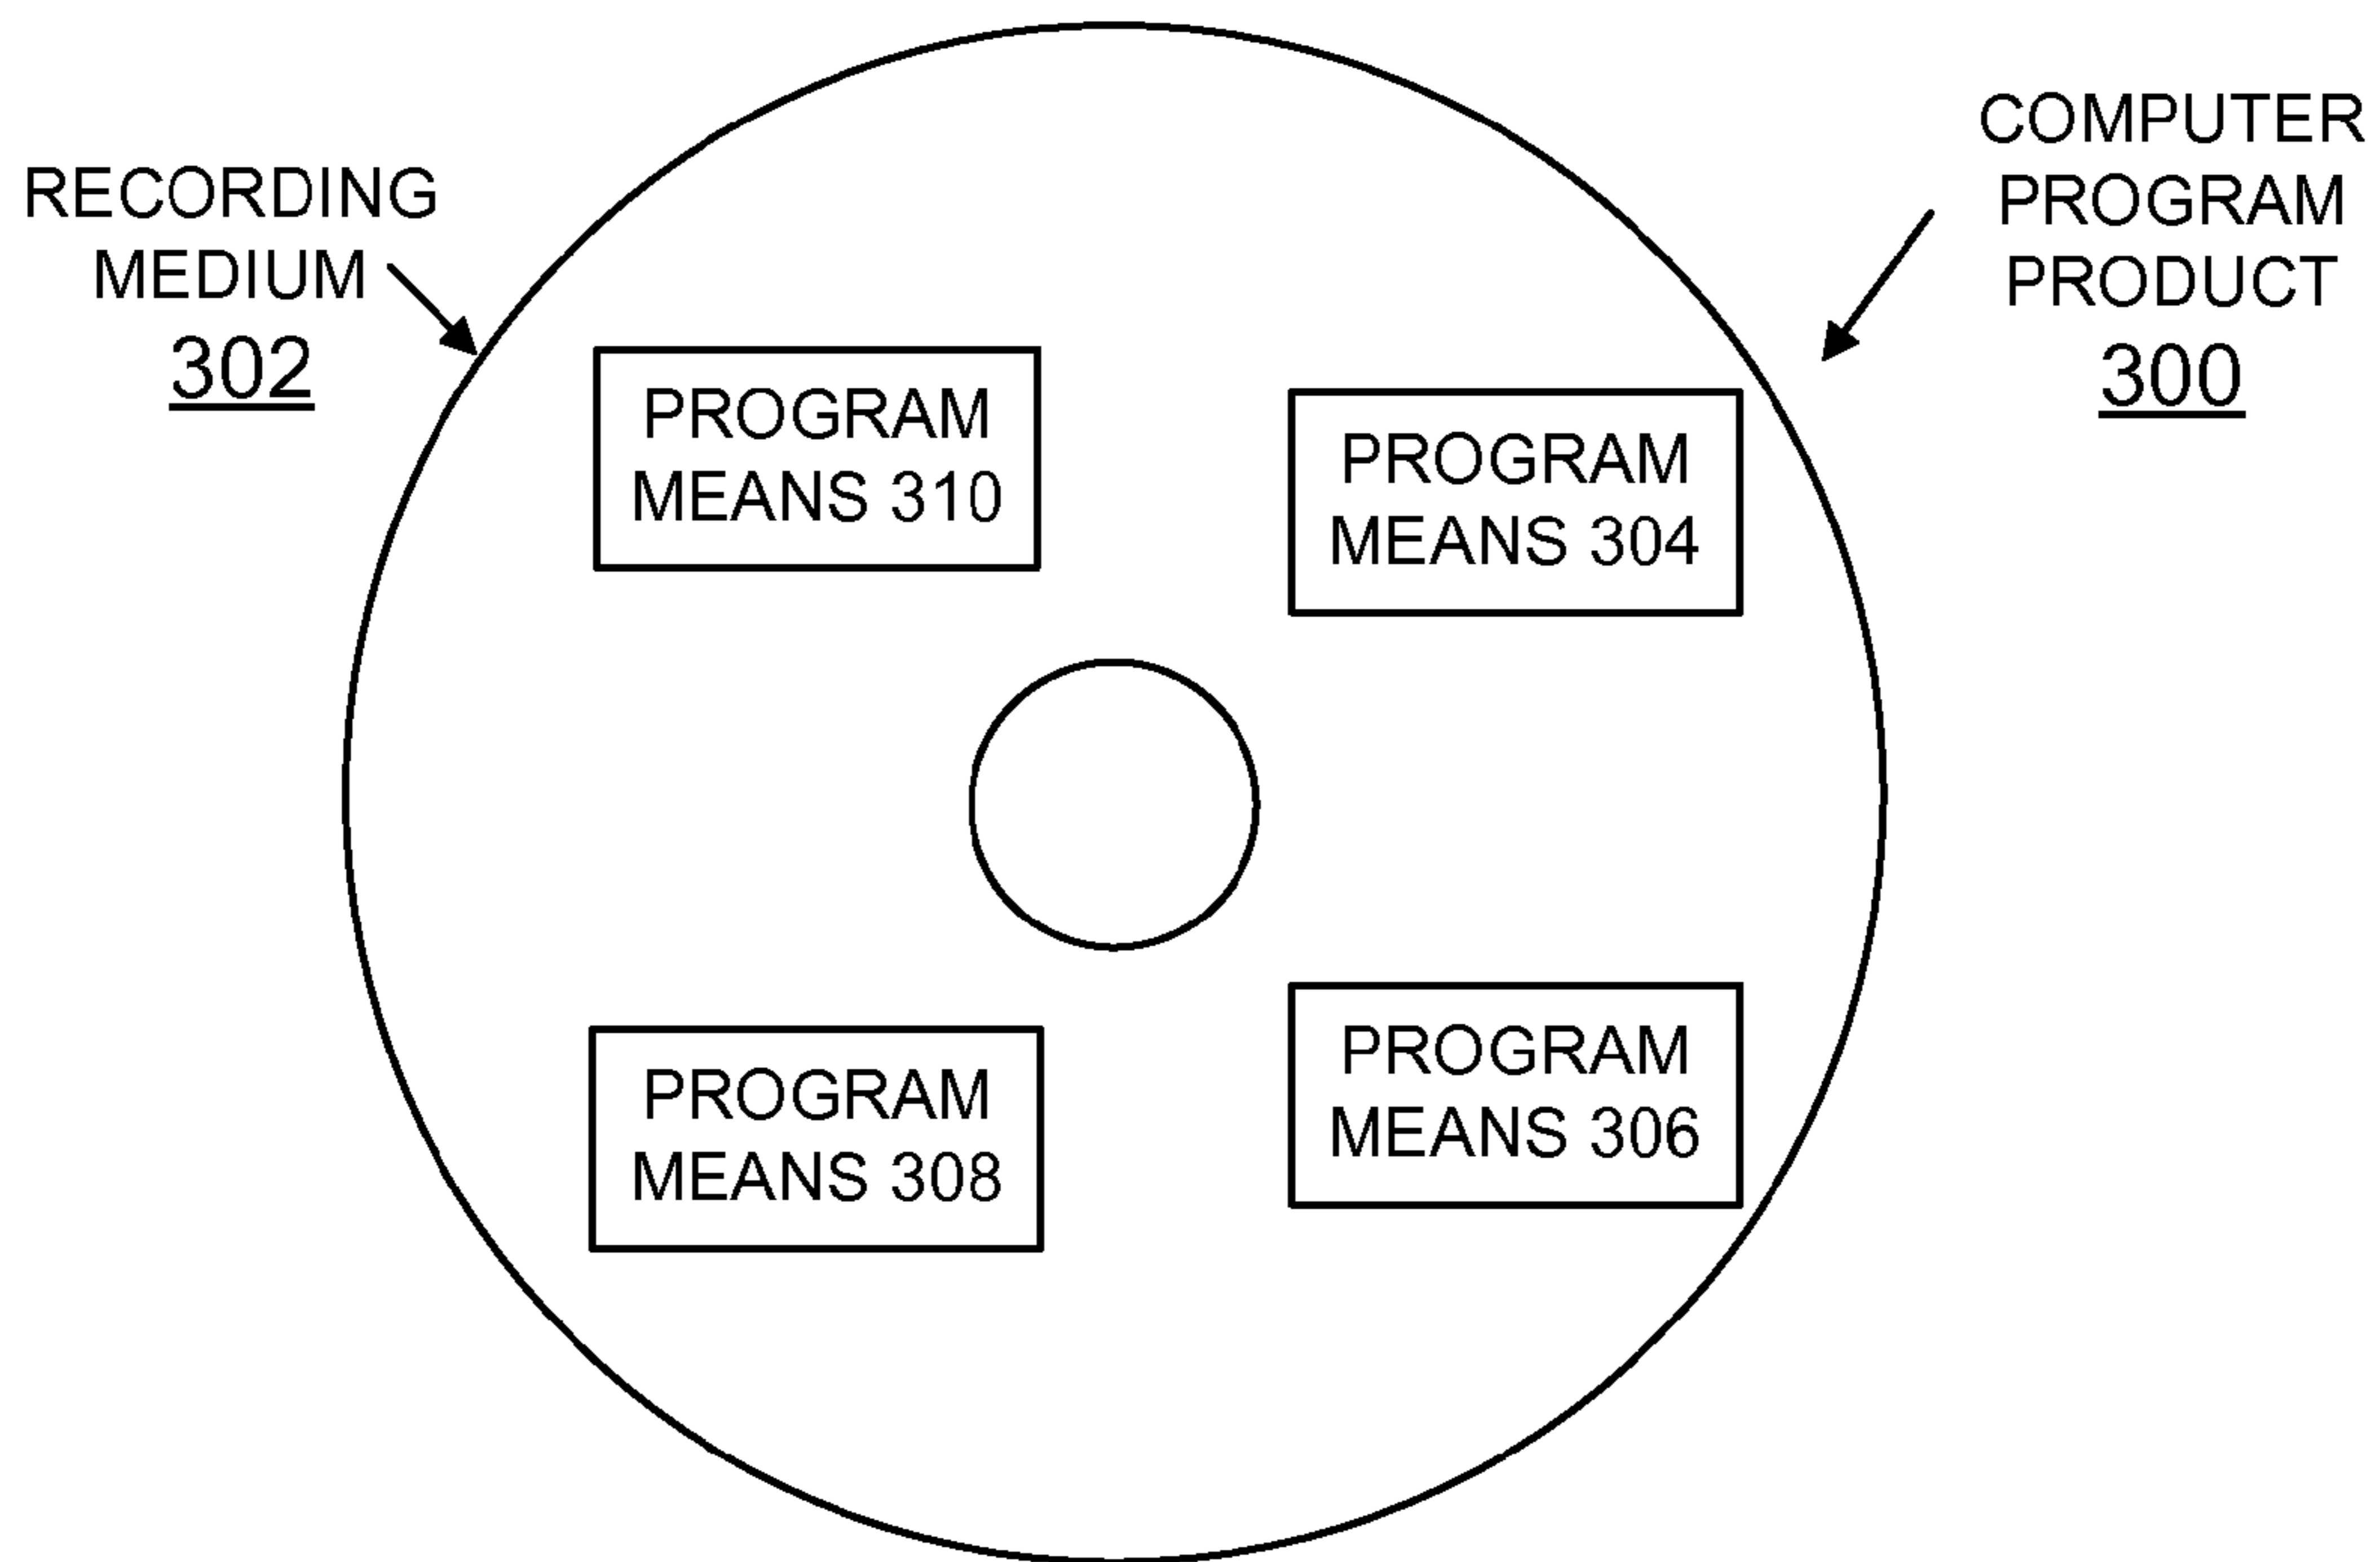 RECORDING
MEDIUM
302
COMPUTER
PROGRAM
PRODUCT
300
PROGRAM
MEANS 310
PROGRAM
MEANS 304
PROGRAM
MEANS 308
PROGRAM
MEANS 306